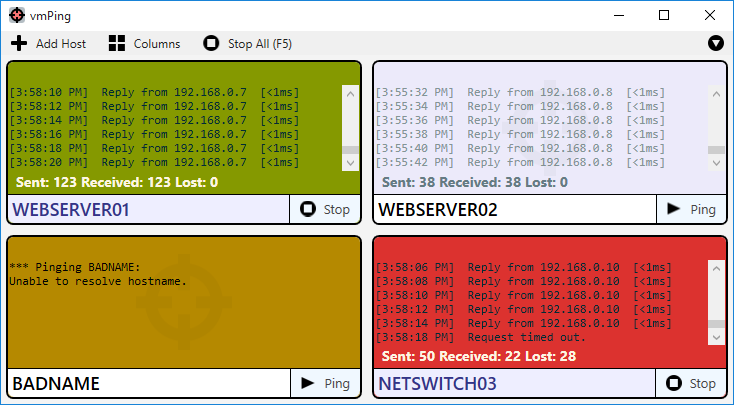 vmPing
Add Host Columns Stop All (F5)
[3:58:10 PM] Reply from 192.168.0.7 [<1ms]
[3:58:12 PM] Reply from 192.168.0.7 [<1ms]
[3:58:14 PM] Reply from 192.168.0.7 [<1ms]
[3:58:16 PM] Reply from 192.168.0.7 [<1ms]
[3:58:18 PM] Reply from 192.168.0.7 [<1ms]
[3:58:20 PM] Reply from 192.168.0.7 [<1ms]
Sent: 123 Received: 123 Lost: 0
WEBSERVER01 Stop
[3:55:32 PM] Reply from 192.168.0.8 [<1ms]
[3:55:34 PM] Reply from 192.168.0.8 [<1ms]
[3:55:36 PM] Reply from 192.168.0.8 [<1ms]
[3:55:38 PM] Reply from 192.168.0.8 [<1ms]
[3:55:40 PM] Reply from 192.168.0.8 [<1ms]
[3:55:42 PM] Reply from 192.168.0.8 [<1ms]
Sent: 38 Received: 38 Lost: 0
WEBSERVER02 Ping
*** Pinging BADNAME:
Unable to resolve hostname.
BADNAME Ping
[3:58:06 PM] Reply from 192.168.0.10 [<1ms]
[3:58:08 PM] Reply from 192.168.0.10 [<1ms]
[3:58:10 PM] Reply from 192.168.0.10 [<1ms]
[3:58:12 PM] Reply from 192.168.0.10 [<1ms]
[3:58:14 PM] Reply from 192.168.0.10 [<1ms]
[3:58:18 PM] Request timed out.
Sent: 50 Received: 22 Lost: 28
NETSWITCH03 Stop